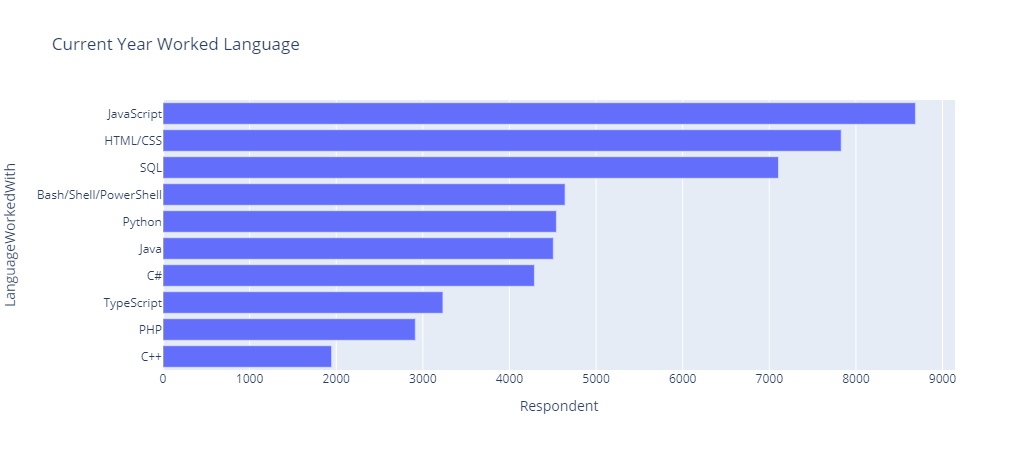 Current Year Worked Language
LanguageWorkedWith
JavaScript
HTML/CSS
SQL
Bash/Shell/PowerShell
Python
Java
C#
TypeScript
PHP
C++
0 1000 2000 3000 4000 5000 6000 7000 8000 9000
Respondent